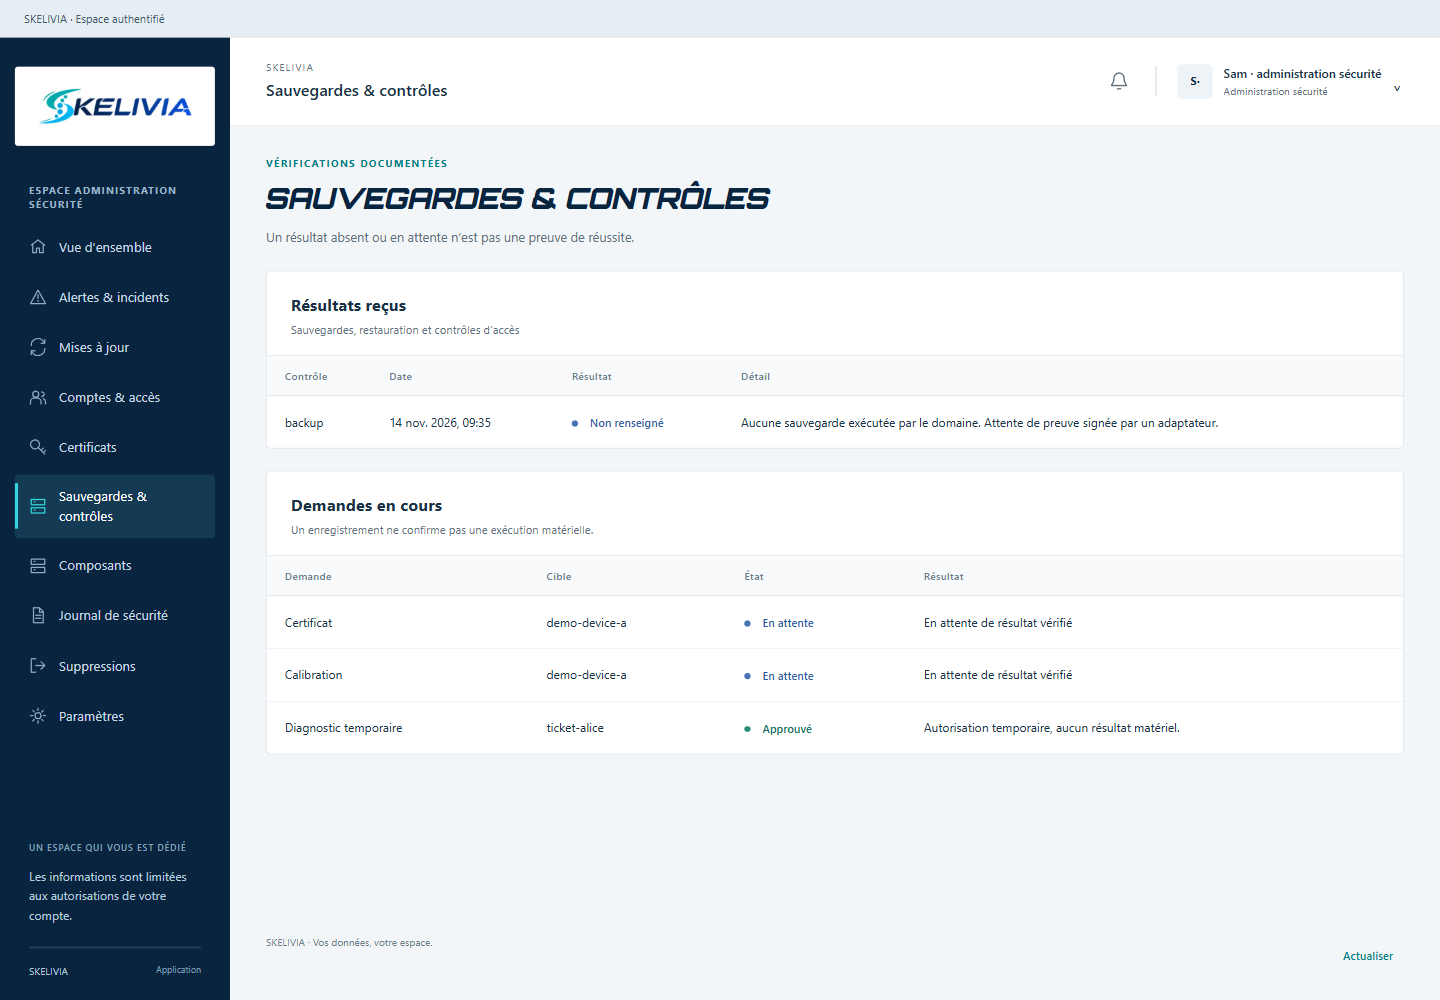 SKELIVIA · Espace authentifié
SKELIVIA
ESPACE ADMINISTRATION
SÉCURITÉ
Vue d’ensemble
Alertes & incidents
Mises à jour
Comptes & accès
Certificats
Sauvegardes &
contrôles
Composants
Journal de sécurité
Suppressions
Paramètres
UN ESPACE QUI VOUS EST DÉDIÉ
Les informations sont limitées
aux autorisations de votre
compte.
SKELIVIA Application
SKELIVIA
Sauvegardes & contrôles
S·
Sam · administration sécurité
Administration sécurité
VÉRIFICATIONS DOCUMENTÉES
SAUVEGARDES & CONTRÔLES
Un résultat absent ou en attente n’est pas une preuve de réussite.
Résultats reçus
Sauvegardes, restauration et contrôles d’accès
Contrôle Date Résultat Détail
backup 14 nov. 2026, 09:35 Non renseigné Aucune sauvegarde exécutée par le domaine. Attente de preuve signée par un adaptateur.
Demandes en cours
Un enregistrement ne confirme pas une exécution matérielle.
Demande Cible État Résultat
Certificat demo-device-a En attente En attente de résultat vérifié
Calibration demo-device-a En attente En attente de résultat vérifié
Diagnostic temporaire ticket-alice Approuvé Autorisation temporaire, aucun résultat matériel.
SKELIVIA · Vos données, votre espace.
Actualiser